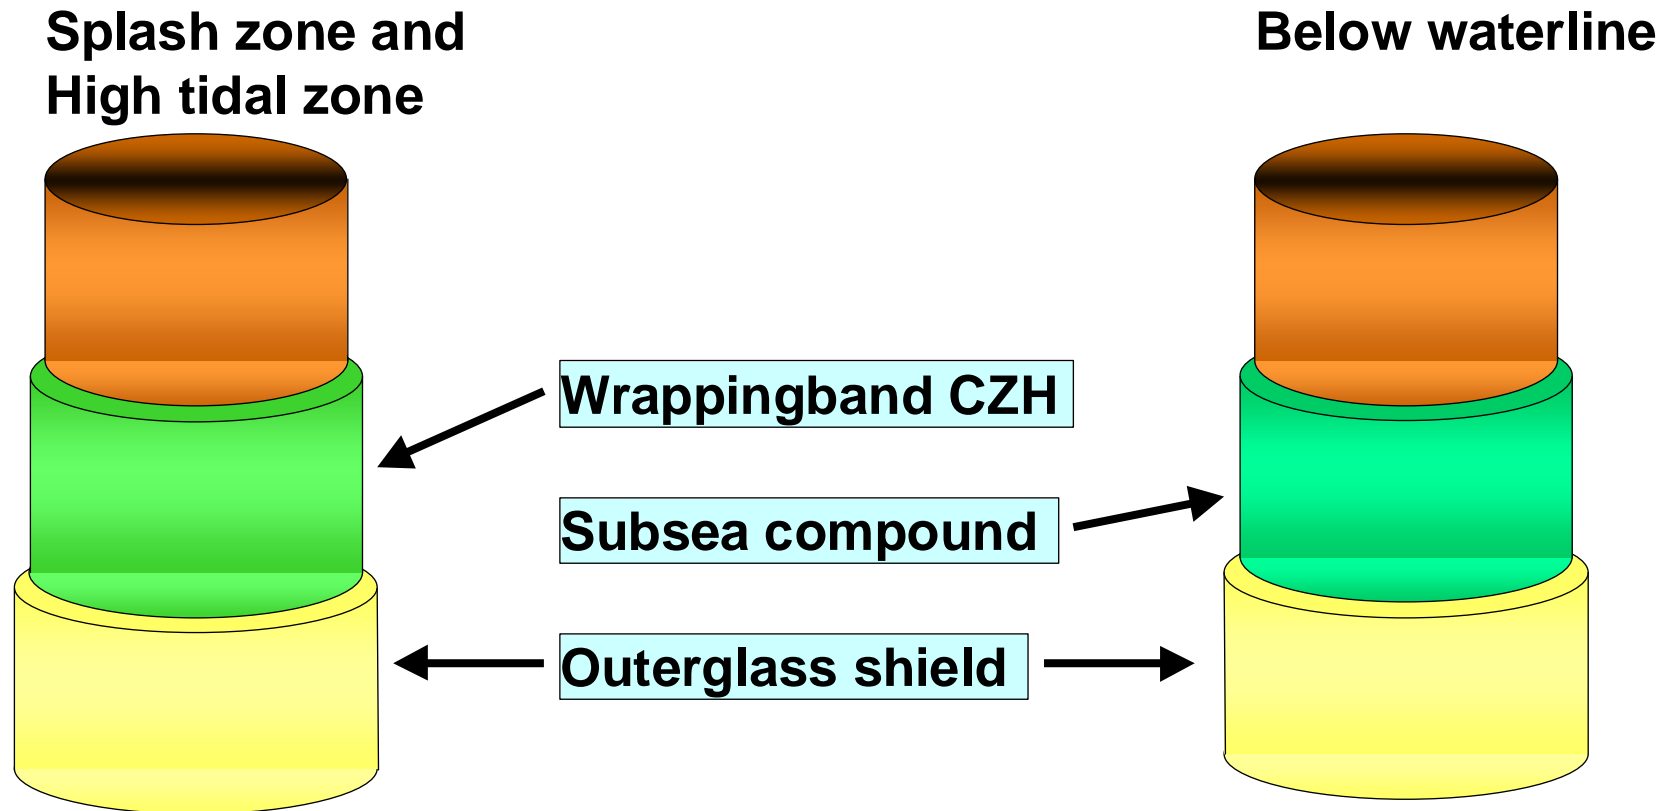 Splash zone and
High tidal zone
Below waterline
Wrappingband CZH
Subsea compound
Outerglass shield